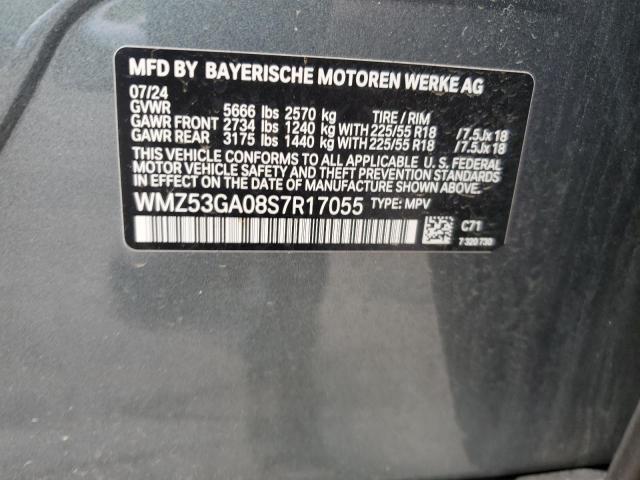 MFD BY BAYERISCHE MOTOREN WERKE AG
07/24
GVWR 5666 lbs 2570 kg TIRE / RIM
GAWR FRONT 2734 lbs 1240 kg WITH 225/55 R18 /7.5Jx18
GAWR REAR 3175 lbs 1440 kg WITH 225/55 R18 /7.5Jx18
THIS VEHICLE CONFORMS TO ALL APPLICABLE U. S. FEDERAL
MOTOR VEHICLE SAFETY AND THEFT PREVENTION STANDARDS
IN EFFECT ON THE DATE OF MANUFACTURE SHOWN ABOVE.
WMZ53GA08S7R17055 TYPE: MPV
C71
7 320 730